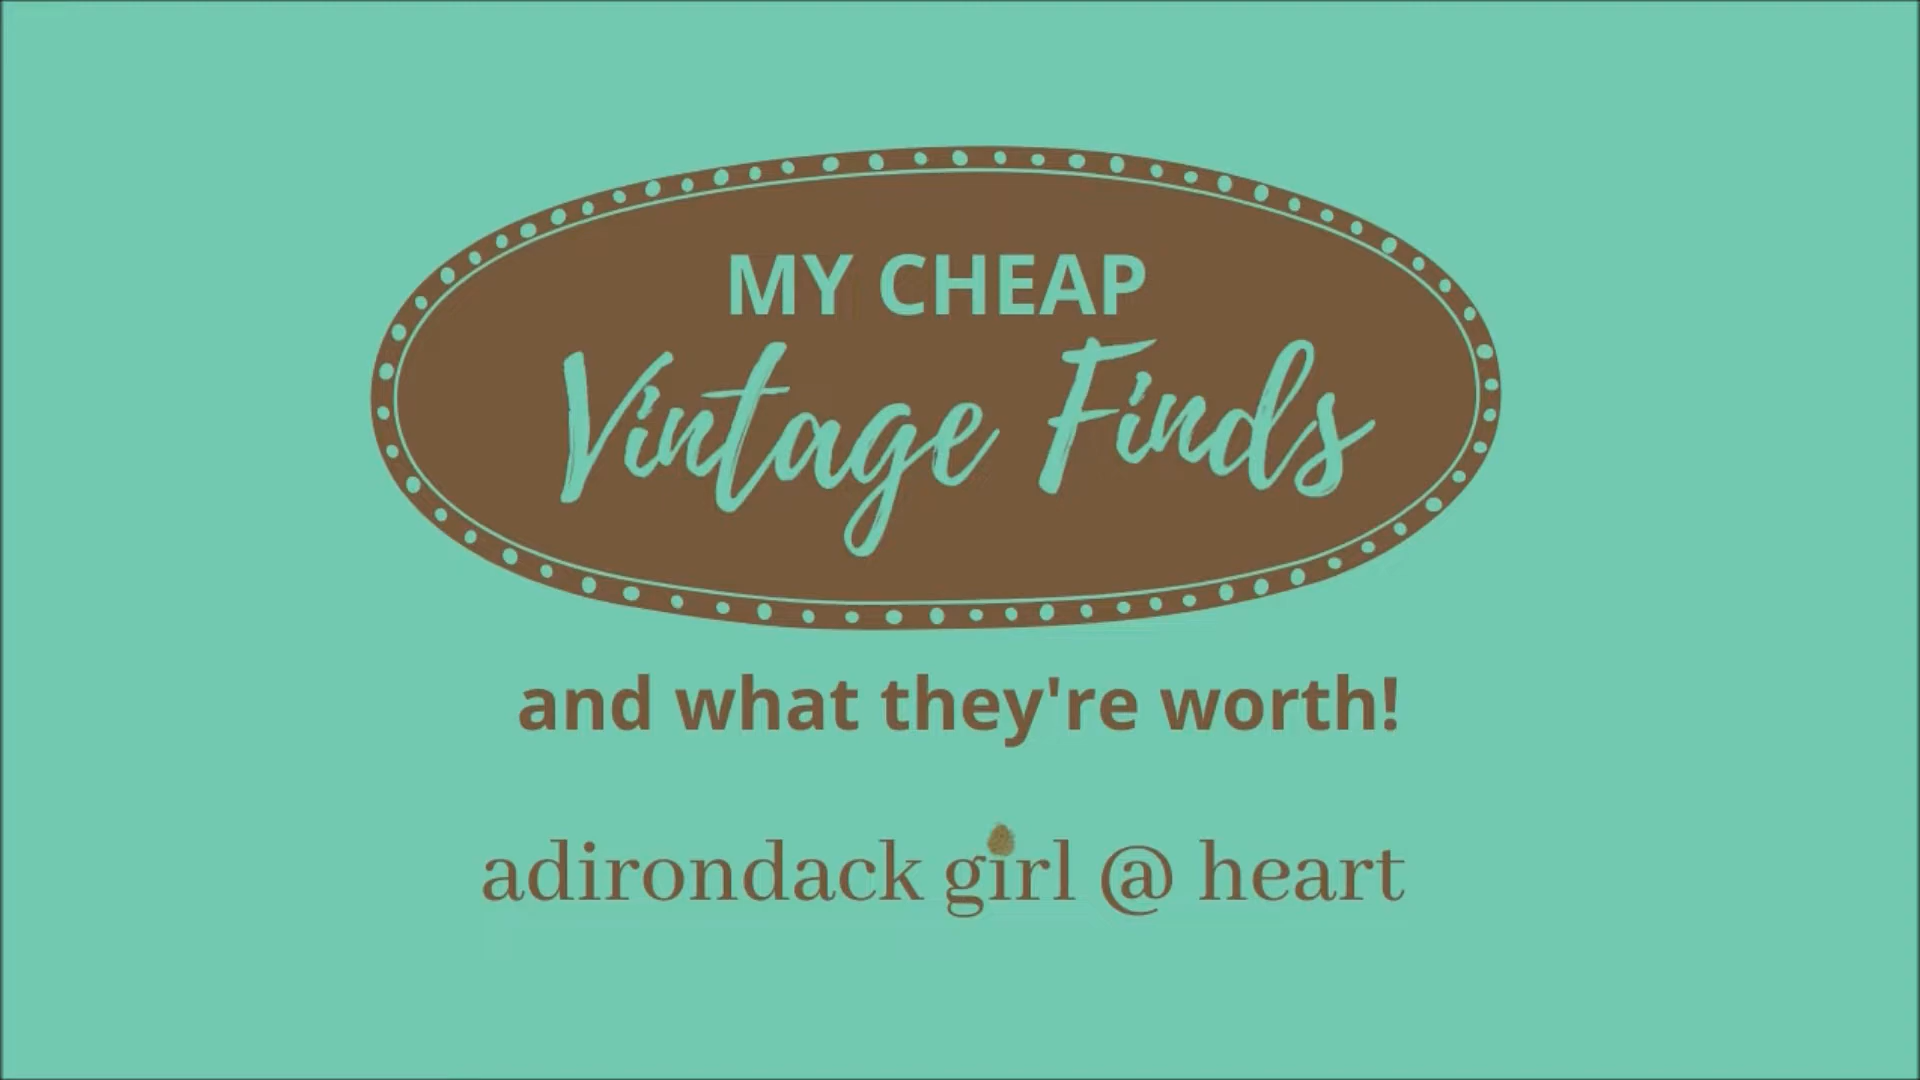 MY CHEAP
Vintage Finds
and what they're worth!
adirondack girl @ heart